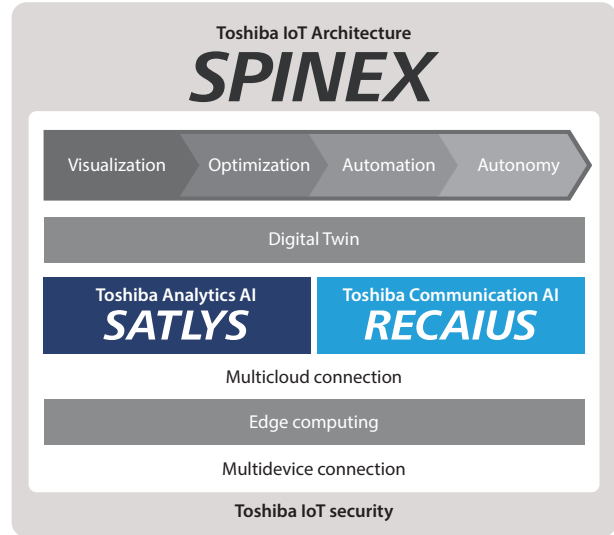 Toshiba IoT Architecture
SPINEX
Visualization Optimization Automation Autonomy
Digital Twin
Toshiba Analytics AI Toshiba Communication AI
SATLYS RECAIUS
Multicloud connection
Edge computing
Multidevice connection
Toshiba IoT security